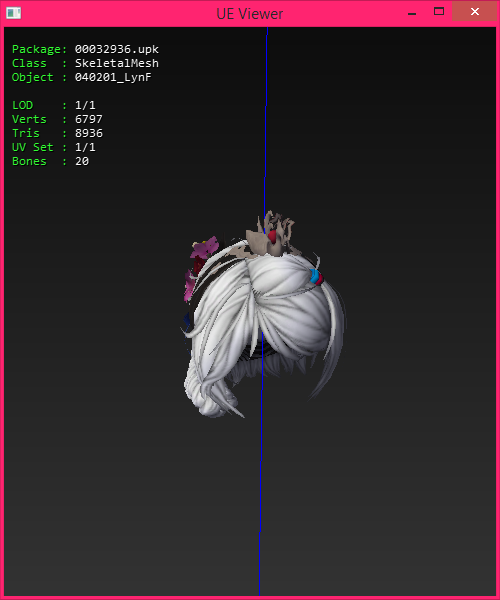 UE Viewer
Package: 00032936.upk
Class  : SkeletalMesh
Object : 040201_LynF
LOD    : 1/1
Verts  : 6797
Tris   : 8936
UV Set : 1/1
Bones  : 20